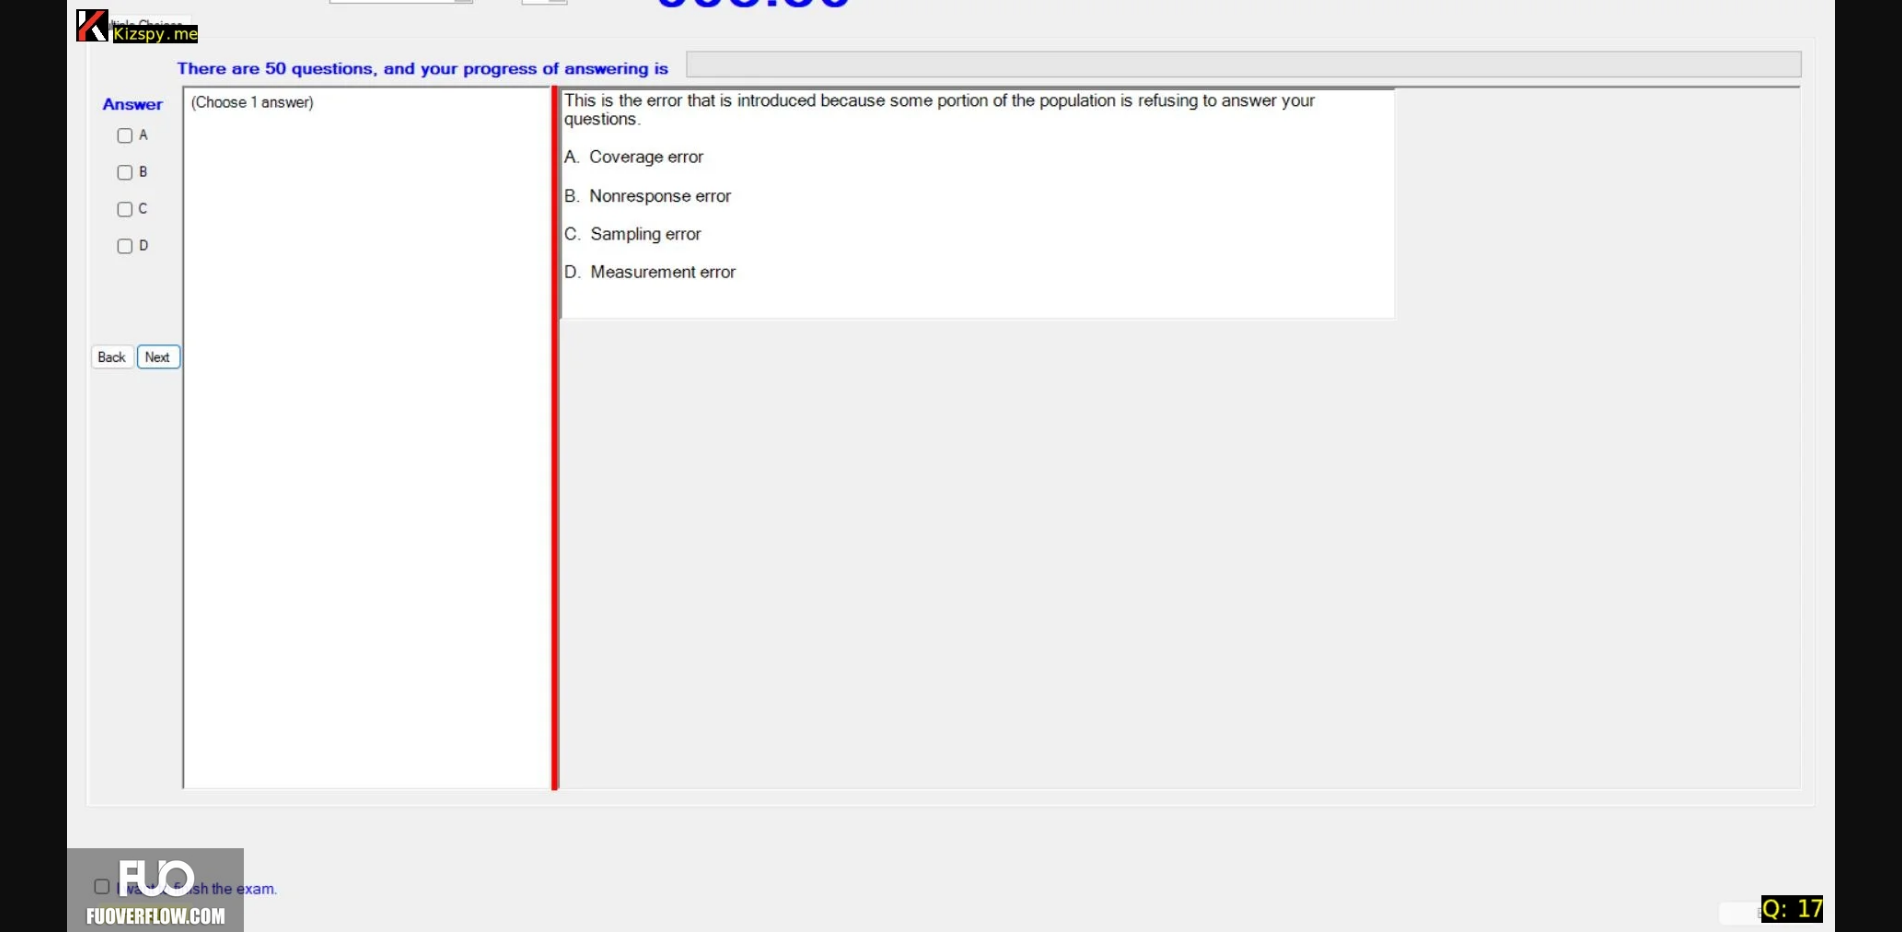 Kizspy.me
There are 50 questions, and your progress of answering is
Answer
(Choose 1 answer)
A
B
C
D
Back
Next
This is the error that is introduced because some portion of the population is refusing to answer your
questions.
A. Coverage error
B. Nonresponse error
C. Sampling error
D. Measurement error
FUO
the exam.
FUOVERFLOW.COM
Q: 17